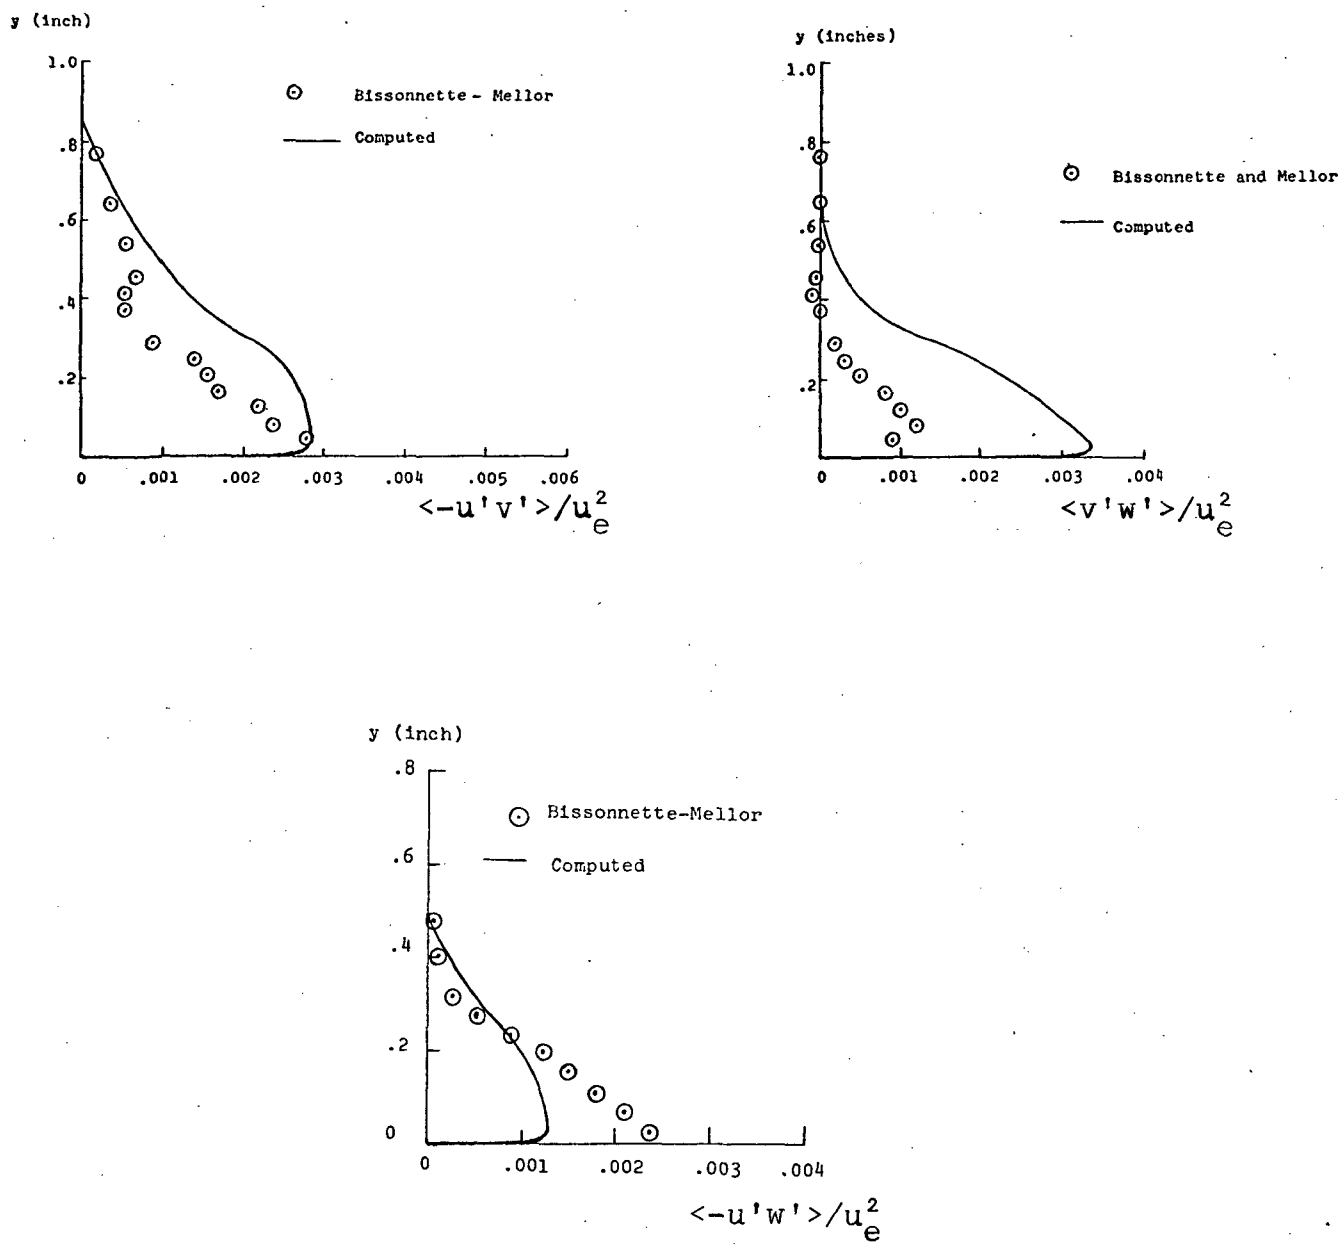 y (inch)
1.0
.8
.6
.4
.2
0 .001 .002 .003 .004 .005 .006
Bissonnette - Mellor
Computed
<-u'v'>/u_e^2
y (inches)
1.0
.8
.6
.4
.2
0 .001 .002 .003 .004
Bissonnette and Mellor
Computed
<v'w'>/u_e^2
y (inch)
.8
.6
.4
.2
0
0 .001 .002 .003 .004
Bissonnette-Mellor
Computed
<-u'w'>/u_e^2